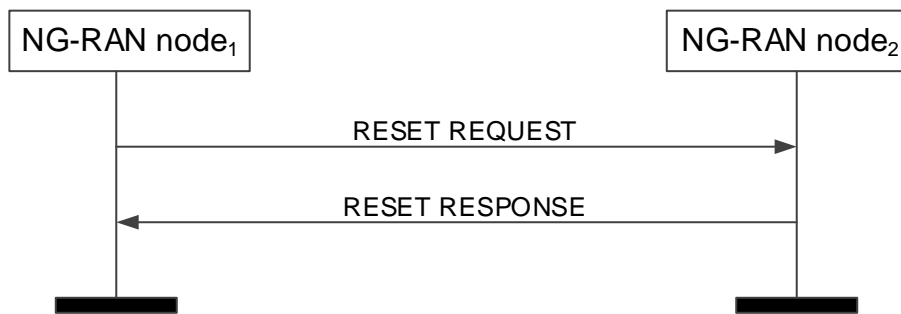 NG-RAN node₁
NG-RAN node₂
RESET REQUEST
RESET RESPONSE